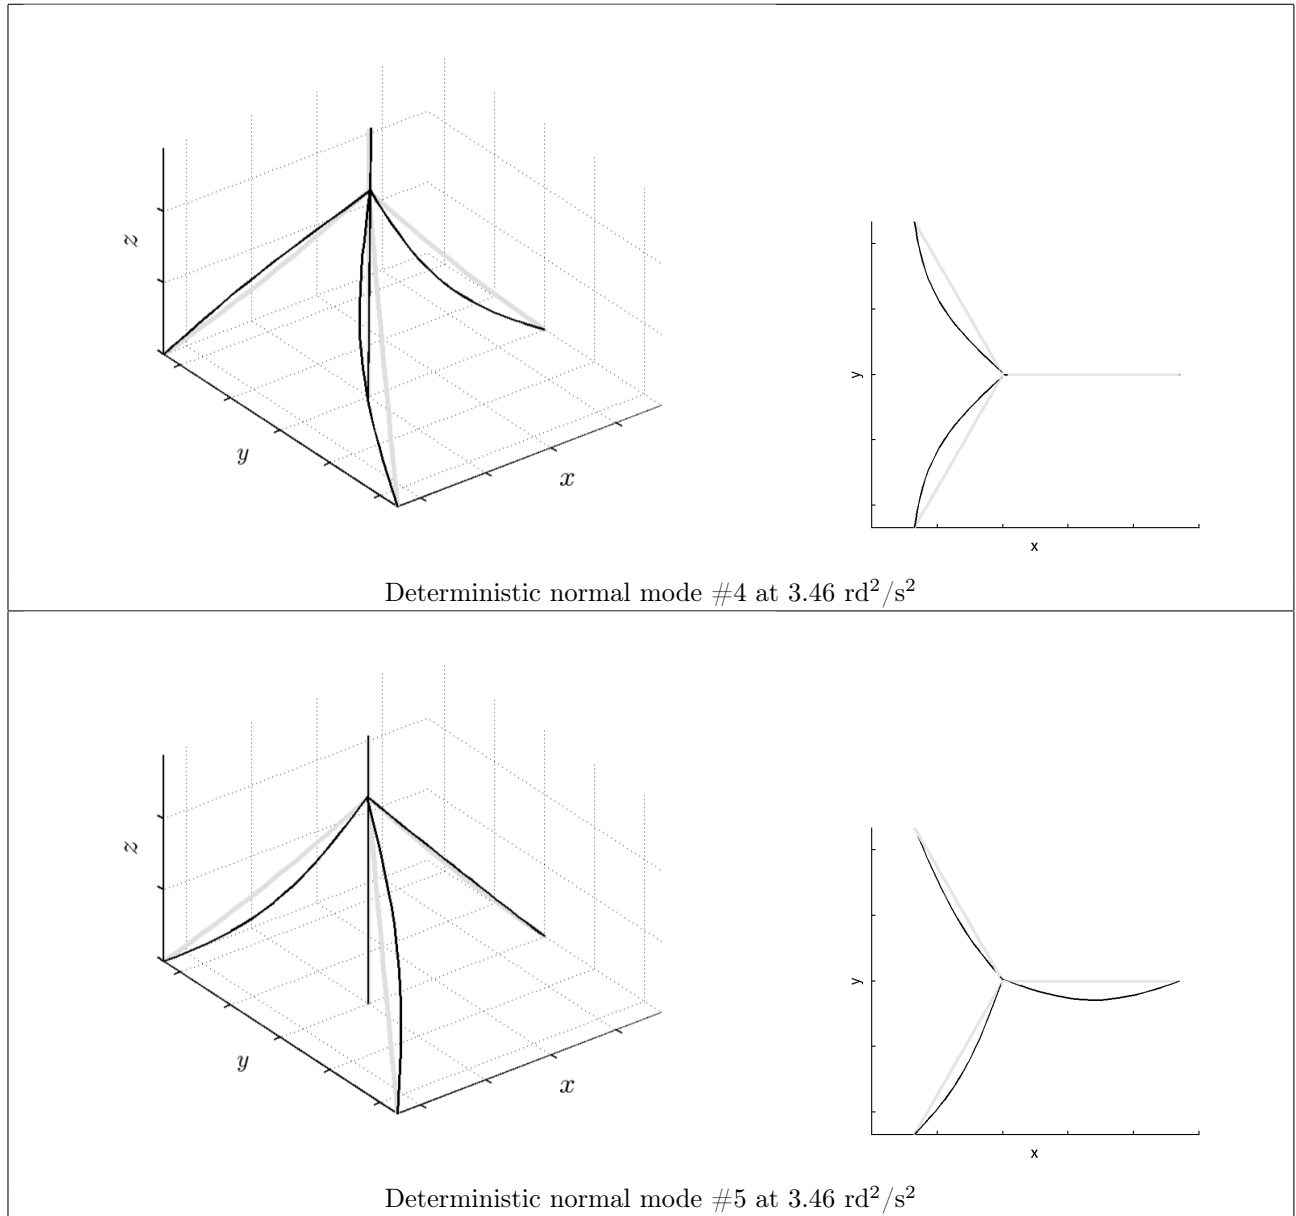 z
y
x
y
x
Deterministic normal mode #4 at 3.46 rd²/s²
z
y
x
y
x
Deterministic normal mode #5 at 3.46 rd²/s²